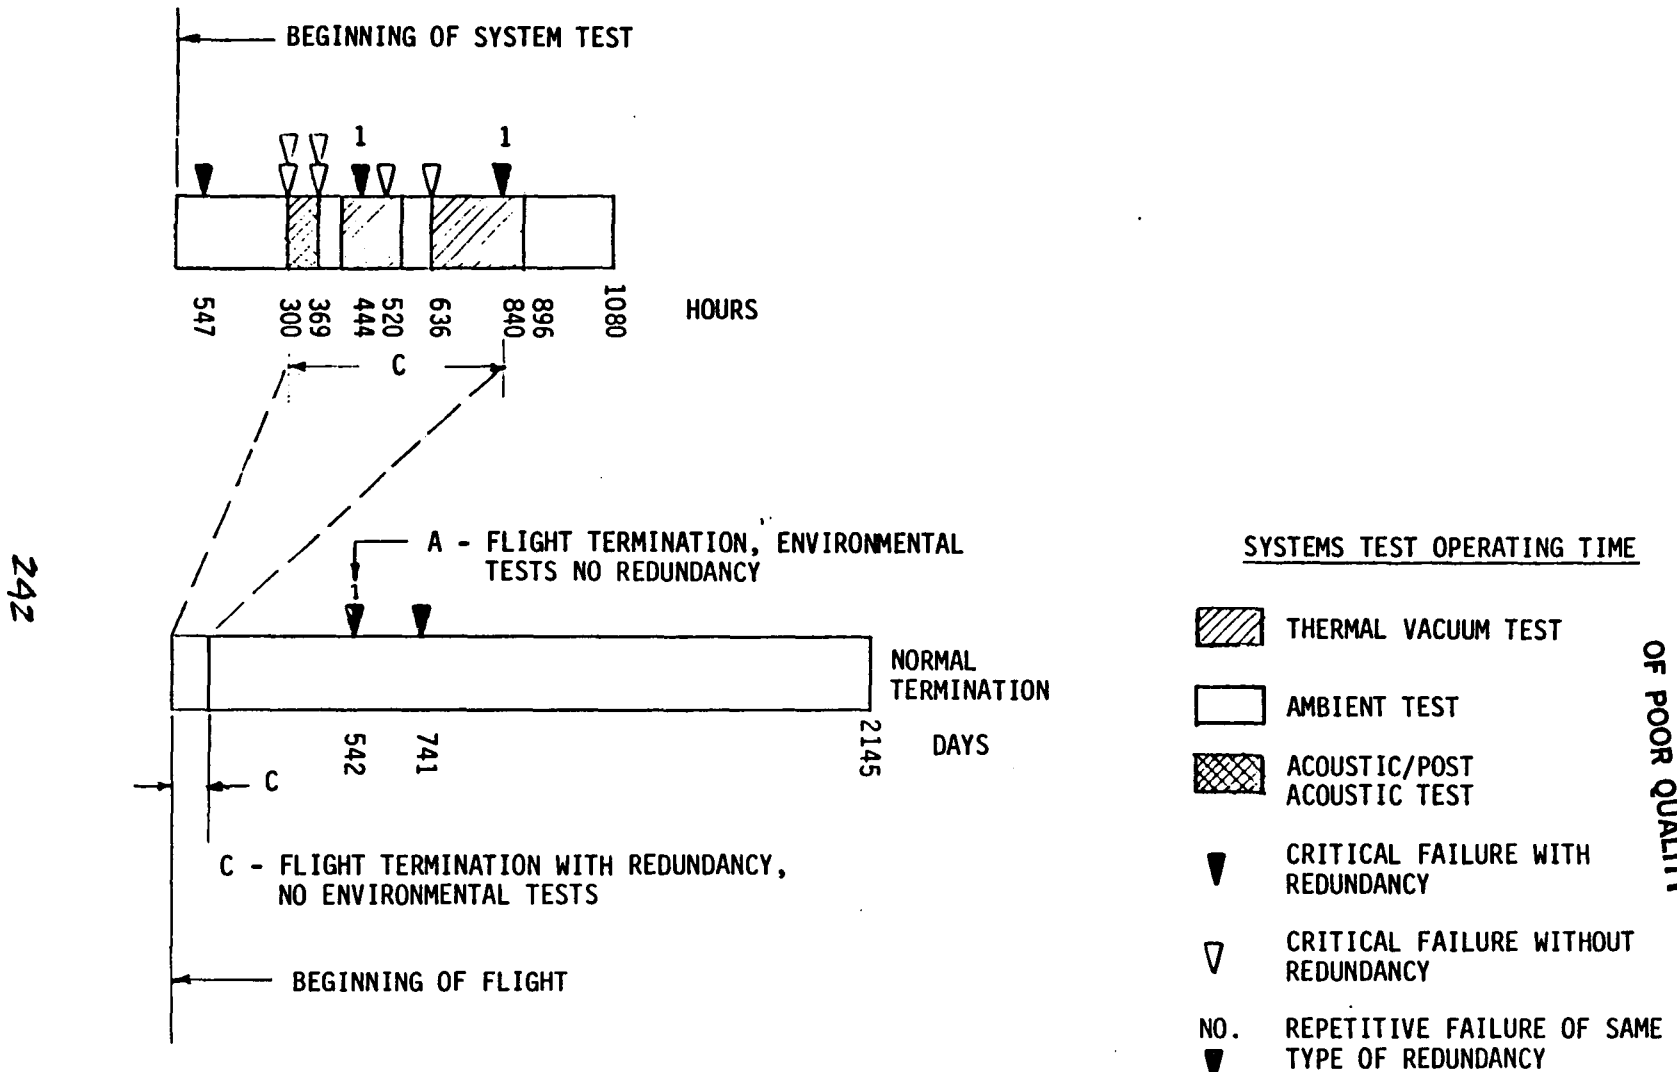 BEGINNING OF SYSTEM TEST
1
1
547
300
369
444
520
636
840
896
1080
HOURS
C
A - FLIGHT TERMINATION, ENVIRONMENTAL
TESTS NO REDUNDANCY
1
NORMAL
TERMINATION
542
741
2145
DAYS
C
C - FLIGHT TERMINATION WITH REDUNDANCY,
NO ENVIRONMENTAL TESTS
BEGINNING OF FLIGHT
242
SYSTEMS TEST OPERATING TIME
THERMAL VACUUM TEST
AMBIENT TEST
ACOUSTIC/POST
ACOUSTIC TEST
CRITICAL FAILURE WITH
REDUNDANCY
CRITICAL FAILURE WITHOUT
REDUNDANCY
NO. REPETITIVE FAILURE OF SAME
TYPE OF REDUNDANCY
OF POOR QUALITY